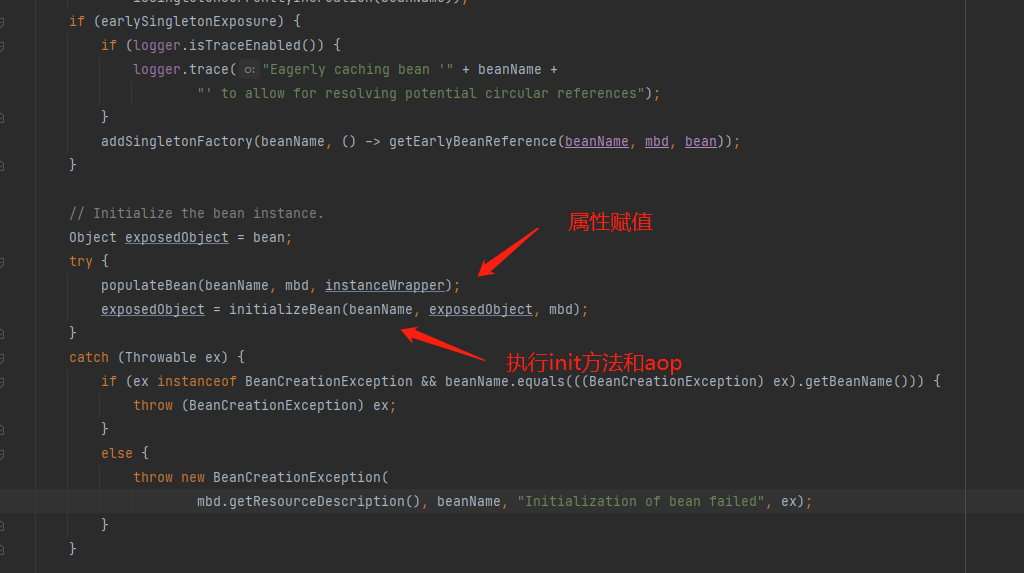 isSingletonCurrentlyInCreation(beanName));
if (earlySingletonExposure) {
if (logger.isTraceEnabled()) {
logger.trace( o: "Eagerly caching bean '" + beanName +
"' to allow for resolving potential circular references");
}
addSingletonFactory(beanName, () -> getEarlyBeanReference(beanName, mbd, bean));
}
// Initialize the bean instance.
属性赋值
Object exposedObject = bean;
try {
populateBean(beanName, mbd, instanceWrapper);
exposedObject = initializeBean(beanName, exposedObject, mbd);
}
catch (Throwable ex) {
执行init方法和aop
if (ex instanceof BeanCreationException && beanName.equals(((BeanCreationException) ex).getBeanName())) {
throw (BeanCreationException) ex;
}
else {
throw new BeanCreationException(
mbd.getResourceDescription(), beanName, "Initialization of bean failed", ex);
}
}